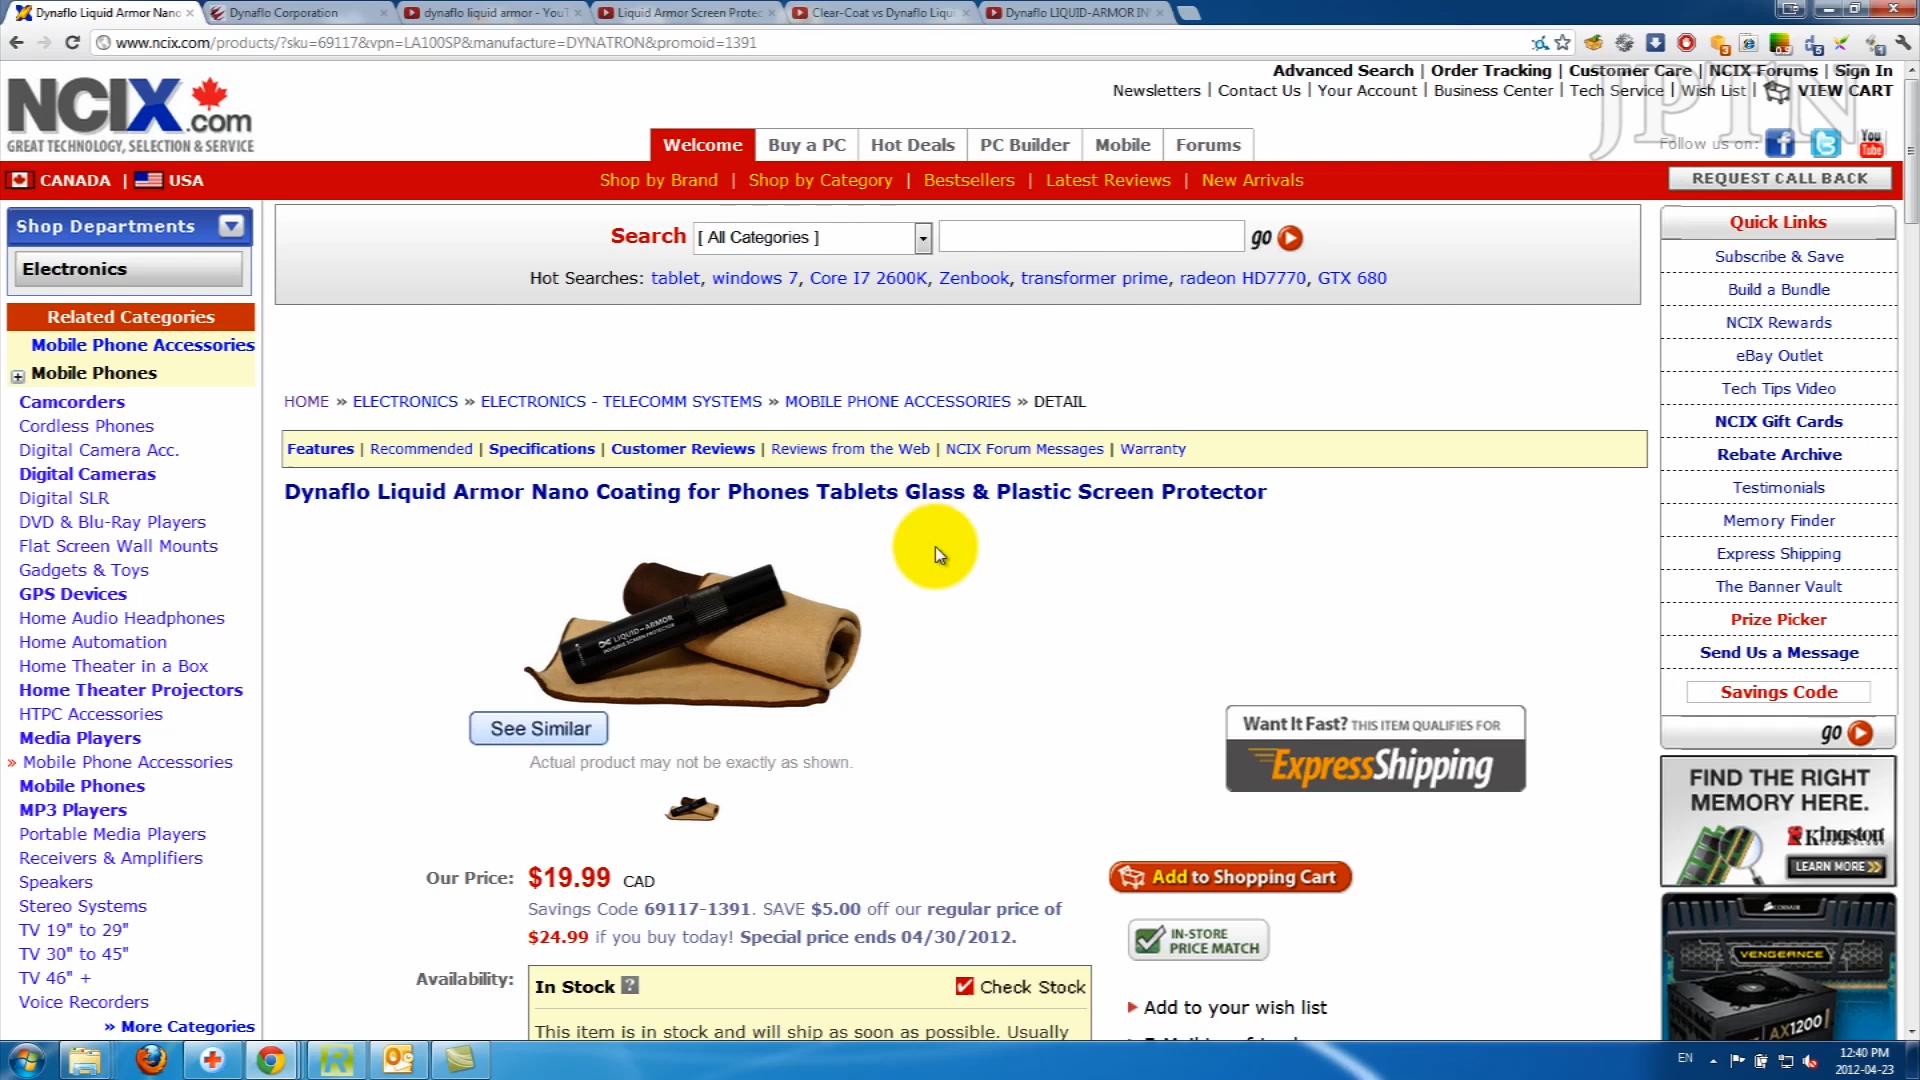 Dynaflo Liquid Armor Nano
Dynaflo Corporation
dynaflo liquid armor - YouT
Liquid Armor Screen Protec
Clear-Coat vs Dynaflo Liqui
Dynaflo LIQUID-ARMOR IN
www.ncix.com/products/?sku=69117&vpn=LA100SP&manufacture=DYNATRON&promoid=1391
JPTN
NCIX.com
GREAT TECHNOLOGY, SELECTION & SERVICE
Advanced Search | Order Tracking | Customer Care | NCIX Forums | Sign In
Newsletters | Contact Us | Your Account | Business Center | Tech Service | Wish List | VIEW CART
Follow us on: You Tube
Welcome Buy a PC Hot Deals PC Builder Mobile Forums
CANADA | USA
Shop by Brand | Shop by Category | Bestsellers | Latest Reviews | New Arrivals
REQUEST CALL BACK
Shop Departments
Electronics
Related Categories
Mobile Phone Accessories
Mobile Phones
Camcorders
Cordless Phones
Digital Camera Acc.
Digital Cameras
Digital SLR
DVD & Blu-Ray Players
Flat Screen Wall Mounts
Gadgets & Toys
GPS Devices
Home Audio Headphones
Home Automation
Home Theater in a Box
Home Theater Projectors
HTPC Accessories
Media Players
» Mobile Phone Accessories
Mobile Phones
MP3 Players
Portable Media Players
Receivers & Amplifiers
Speakers
Stereo Systems
TV 19" to 29"
TV 30" to 45"
TV 46" +
Voice Recorders
» More Categories
Search [ All Categories ] go
Hot Searches: tablet, windows 7, Core I7 2600K, Zenbook, transformer prime, radeon HD7770, GTX 680
HOME » ELECTRONICS » ELECTRONICS - TELECOMM SYSTEMS » MOBILE PHONE ACCESSORIES » DETAIL
Features | Recommended | Specifications | Customer Reviews | Reviews from the Web | NCIX Forum Messages | Warranty
Dynaflo Liquid Armor Nano Coating for Phones Tablets Glass & Plastic Screen Protector
LIQUID-ARMOR
INVISIBLE SCREEN PROTECTOR
See Similar
Actual product may not be exactly as shown.
Want It Fast? THIS ITEM QUALIFIES FOR
ExpressShipping
Our Price: $19.99 CAD
Savings Code 69117-1391. SAVE $5.00 off our regular price of
$24.99 if you buy today! Special price ends 04/30/2012.
Add to Shopping Cart
IN-STORE
PRICE MATCH
Availability:
In Stock ? Check Stock
This item is in stock and will ship as soon as possible. Usually
Add to your wish list
Quick Links
Subscribe & Save
Build a Bundle
NCIX Rewards
eBay Outlet
Tech Tips Video
NCIX Gift Cards
Rebate Archive
Testimonials
Memory Finder
Express Shipping
The Banner Vault
Prize Picker
Send Us a Message
Savings Code
go
FIND THE RIGHT
MEMORY HERE.
Kingston
LEARN MORE
CORSAIR
VENGEANCE
AX1200
EN
12:40 PM
2012-04-23